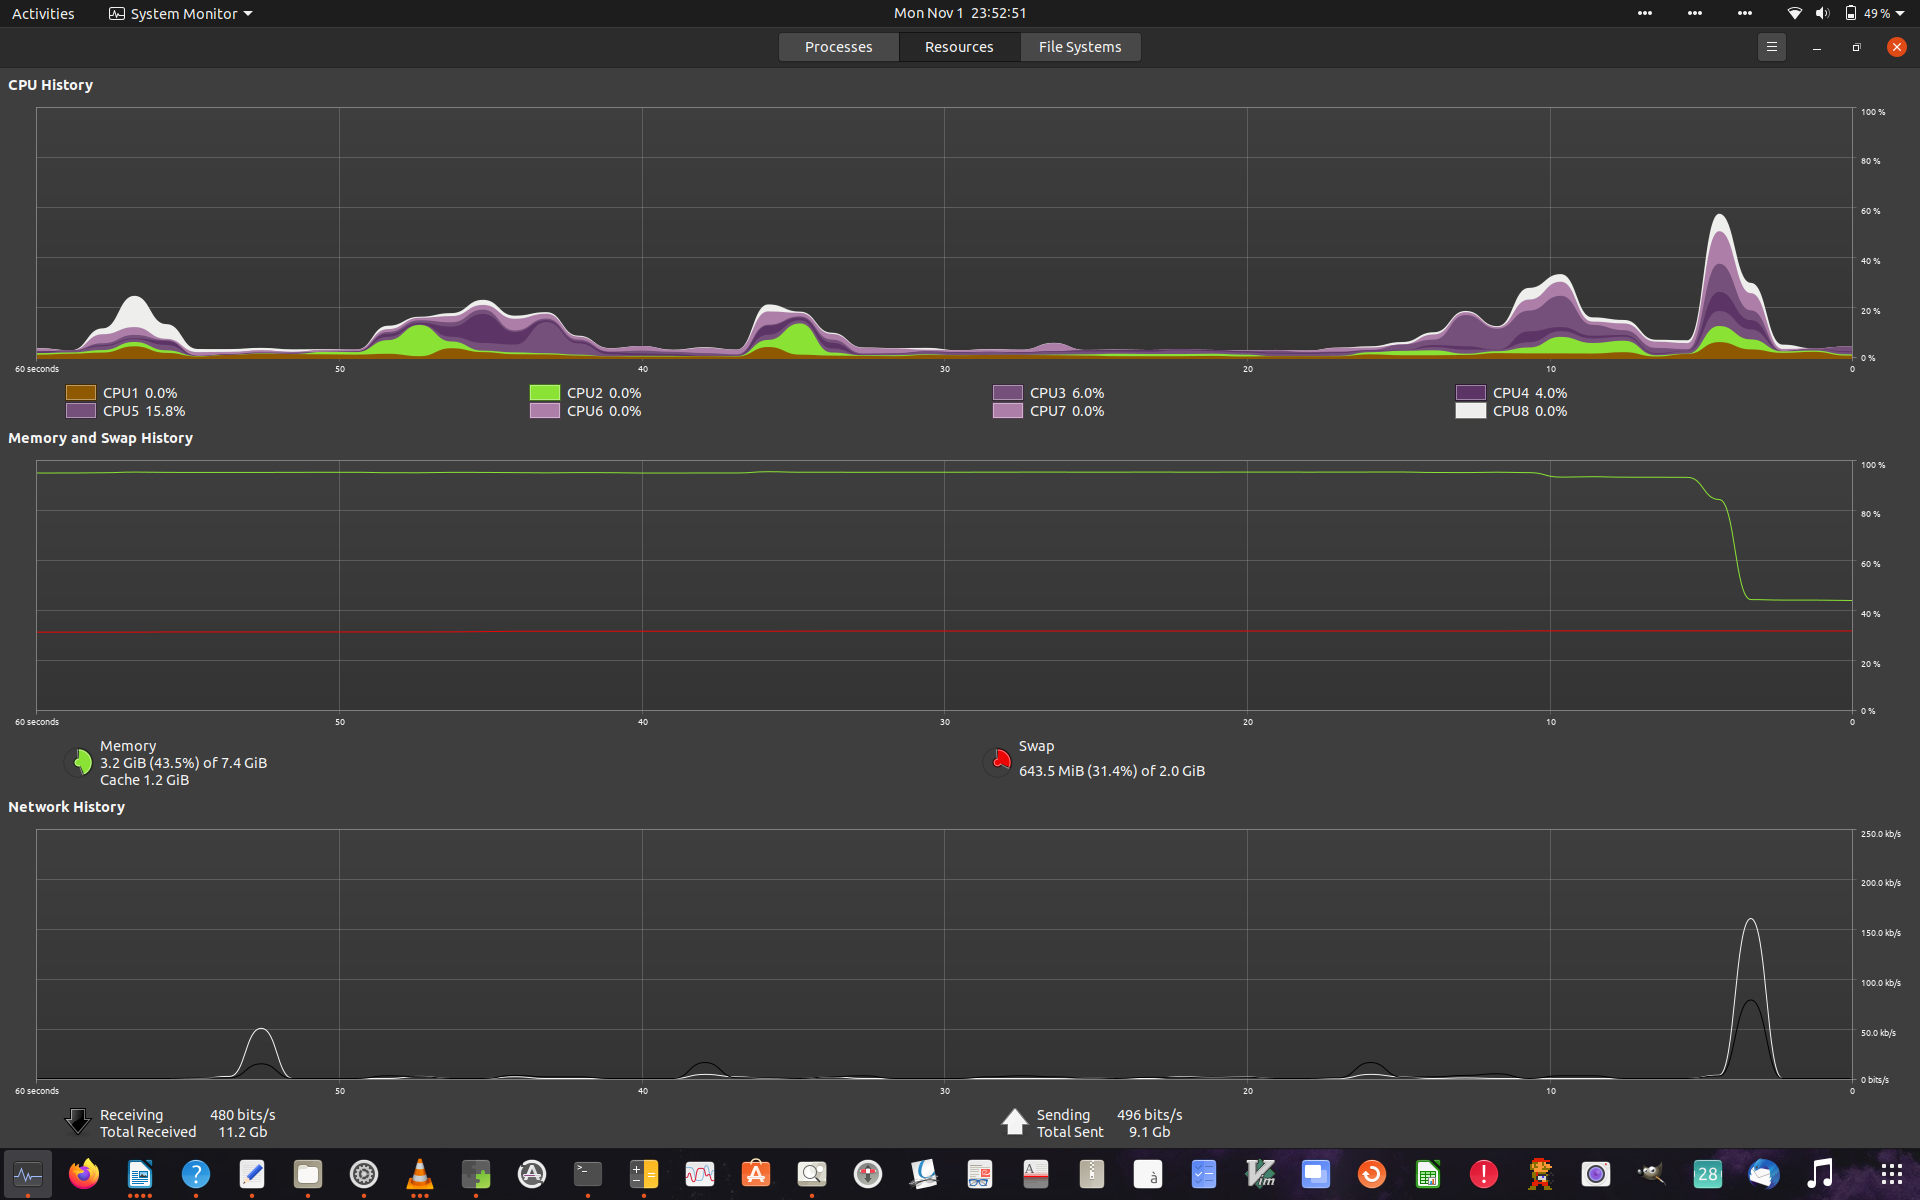 Activities System Monitor Mon Nov 1 23:52:51 49 %
Processes Resources File Systems
CPU History
100 %
80 %
60 %
40 %
20 %
0 %
60 seconds 50 40 30 20 10 0
CPU1 0.0% CPU2 0.0% CPU3 6.0% CPU4 4.0%
CPU5 15.8% CPU6 0.0% CPU7 0.0% CPU8 0.0%
Memory and Swap History
100 %
80 %
60 %
40 %
20 %
0 %
60 seconds 50 40 30 20 10 0
Memory
3.2 GiB (43.5%) of 7.4 GiB
Cache 1.2 GiB
Swap
643.5 MiB (31.4%) of 2.0 GiB
Network History
250.0 kb/s
200.0 kb/s
150.0 kb/s
100.0 kb/s
50.0 kb/s
0 bits/s
60 seconds 50 40 30 20 10 0
Receiving 480 bits/s
Total Received 11.2 Gb
Sending 496 bits/s
Total Sent 9.1 Gb
? >_ A à Vim ! 28